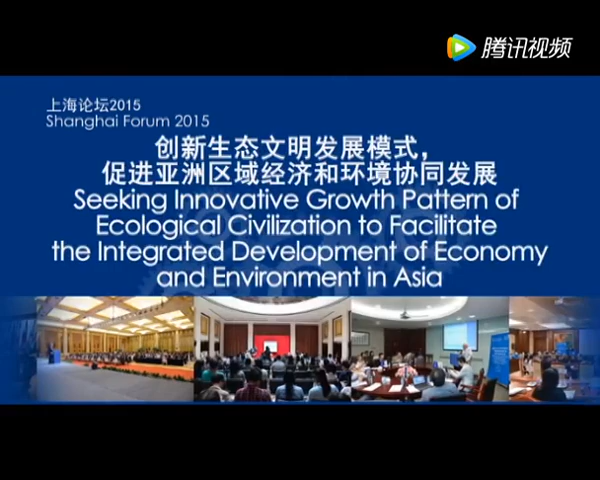 腾讯视频
上海论坛2015
Shanghai Forum 2015
创新生态文明发展模式，
促进亚洲区域经济和环境协同发展
Seeking Innovative Growth Pattern of
Ecological Civilization to Facilitate
the Integrated Development of Economy
and Environment in Asia